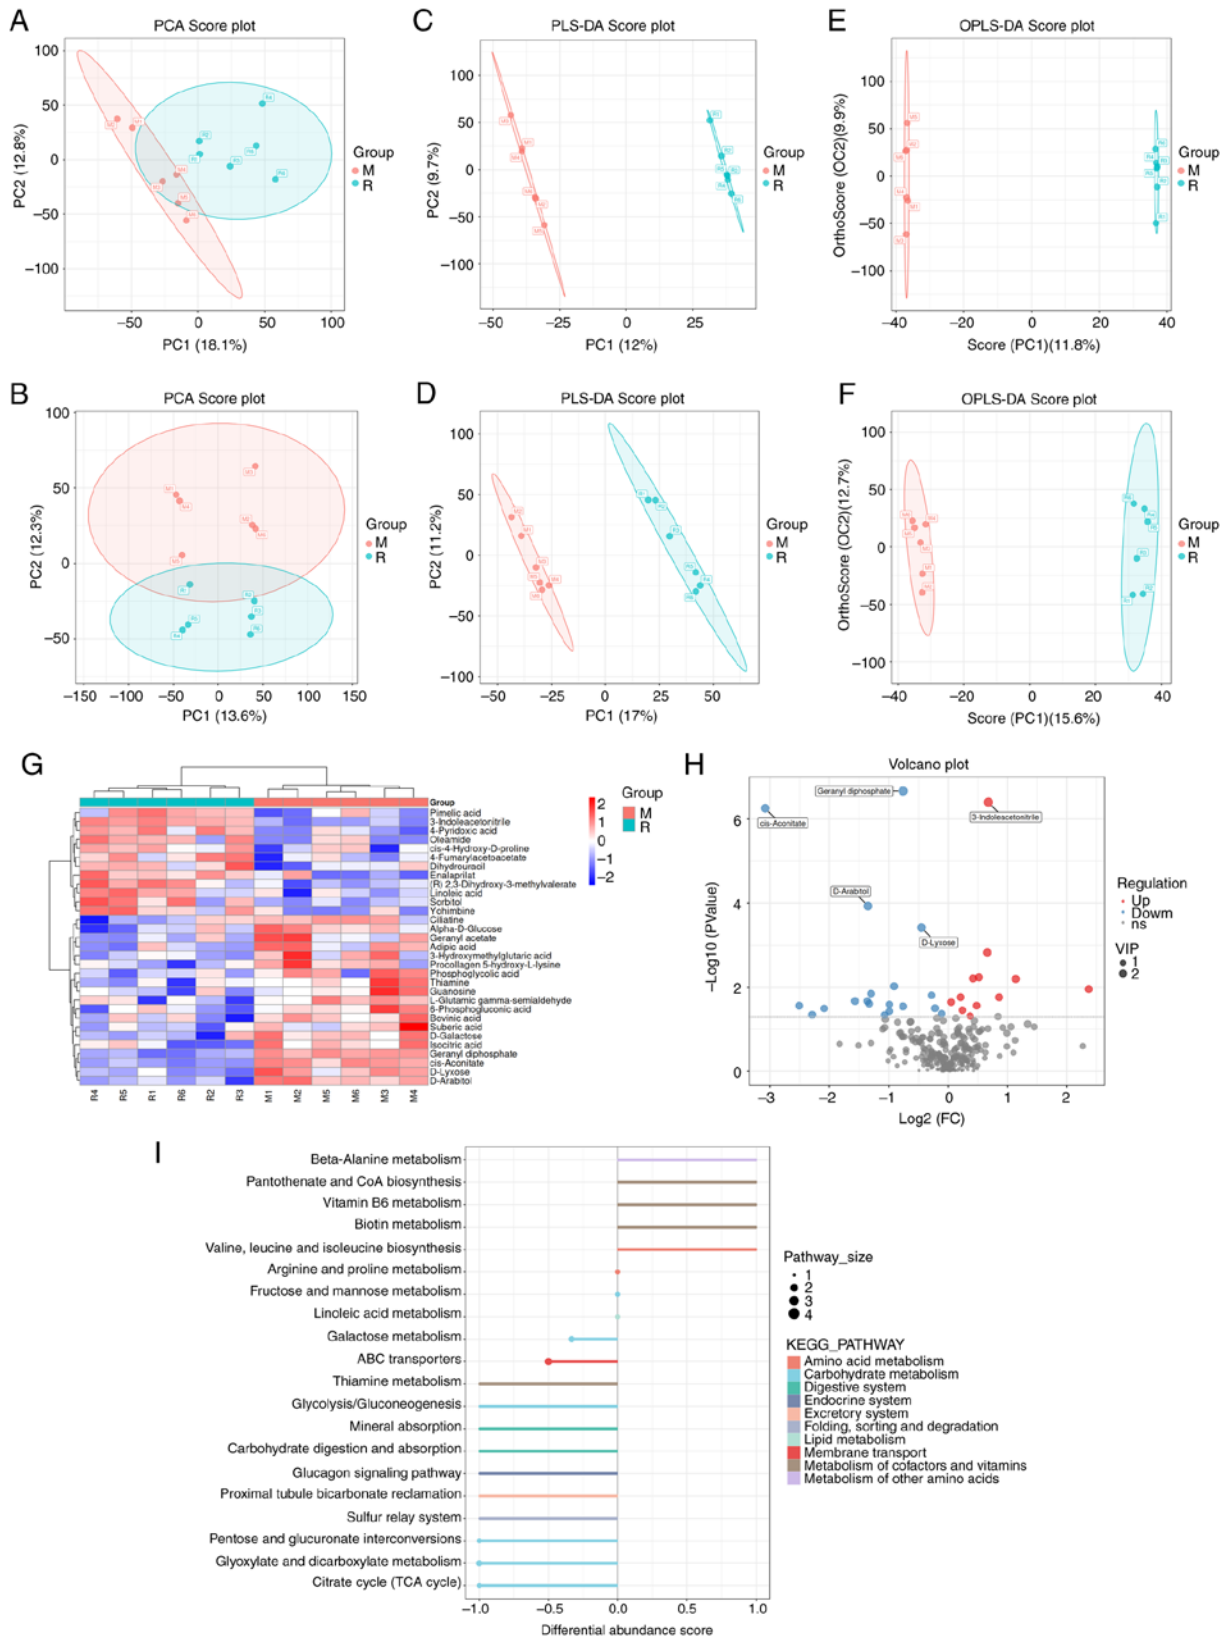 A
PCA Score plot
PC2 (12.8%)
100
50
0
−50
−100
−50
0
50
100
PC1 (18.1%)
Group
M
R
C
PLS-DA Score plot
PC2 (9.7%)
100
50
0
−50
−100
−50
−25
0
25
PC1 (12%)
Group
M
R
E
OPLS-DA Score plot
OrthoScore (OC2)(9.9%)
100
50
0
−50
−100
−40
−20
0
20
40
Score (PC1)(11.8%)
Group
M
R
B
PCA Score plot
PC2 (12.3%)
100
50
0
−50
−150
−100
−50
0
50
100
150
PC1 (13.6%)
Group
M
R
D
PLS-DA Score plot
PC2 (11.2%)
100
50
0
−50
−100
−50
0
50
PC1 (17%)
Group
M
R
F
OPLS-DA Score plot
OrthoScore (OC2)(12.7%)
100
50
0
−50
−100
−40
−20
0
20
40
Score (PC1)(15.6%)
Group
M
R
G
Group
Pimelic acid
3-Indoleacetonitrile
4-Pyridoxic acid
Oleamide
cis-4-Hydroxy-D-proline
4-Fumarylacetoacetate
Dihydrouracil
Enalaprilat
(R) 2,3-Dihydroxy-3-methylvalerate
Linoleic acid
Sorbitol
Yohimbine
Ciliatine
Alpha-D-Glucose
Geranyl acetate
Adipic acid
3-Hydroxymethylglutaric acid
Procollagen 5-hydroxy-L-lysine
Phosphoglycolic acid
Thiamine
Guanosine
L-Glutamic gamma-semialdehyde
6-Phosphogluconic acid
Bovinic acid
Suberic acid
D-Galactose
Isocitric acid
Geranyl diphosphate
cis-Aconitate
D-Lyxose
D-Arabitol
R4 R5 R1 R6 R2 R3 M1 M2 M5 M6 M3 M4
2
1
0
−1
−2
Group
M
R
H
Volcano plot
−Log10 (PValue)
6
4
2
0
Geranyl diphosphate
cis-Aconitate
3-Indoleacetonitrile
D-Arabitol
D-Lyxose
−3
−2
−1
0
1
2
Log2 (FC)
Regulation
Up
Down
ns
VIP
1
2
I
Beta-Alanine metabolism
Pantothenate and CoA biosynthesis
Vitamin B6 metabolism
Biotin metabolism
Valine, leucine and isoleucine biosynthesis
Arginine and proline metabolism
Fructose and mannose metabolism
Linoleic acid metabolism
Galactose metabolism
ABC transporters
Thiamine metabolism
Glycolysis/Gluconeogenesis
Mineral absorption
Carbohydrate digestion and absorption
Glucagon signaling pathway
Proximal tubule bicarbonate reclamation
Sulfur relay system
Pentose and glucuronate interconversions
Glyoxylate and dicarboxylate metabolism
Citrate cycle (TCA cycle)
−1.0
−0.5
0.0
0.5
1.0
Differential abundance score
Pathway_size
1
2
3
4
KEGG_PATHWAY
Amino acid metabolism
Carbohydrate metabolism
Digestive system
Endocrine system
Excretory system
Folding, sorting and degradation
Lipid metabolism
Membrane transport
Metabolism of cofactors and vitamins
Metabolism of other amino acids